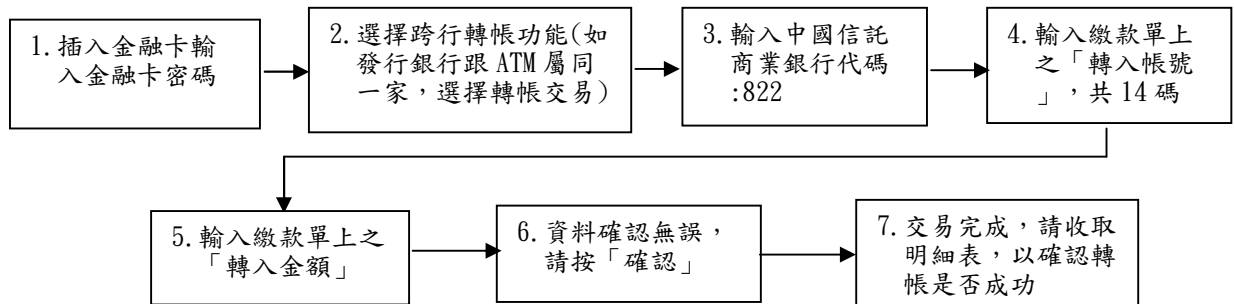 1.插入金融卡輸
入金融卡密碼
2.選擇跨行轉帳功能(如
發行銀行跟 ATM 屬同
一家，選擇轉帳交易)
3.輸入中國信託
商業銀行代碼
:822
4.輸入繳款單上
之「轉入帳號
」，共 14 碼
5.輸入繳款單上之
「轉入金額」
6.資料確認無誤，
請按「確認」
7.交易完成，請收取
明細表，以確認轉
帳是否成功